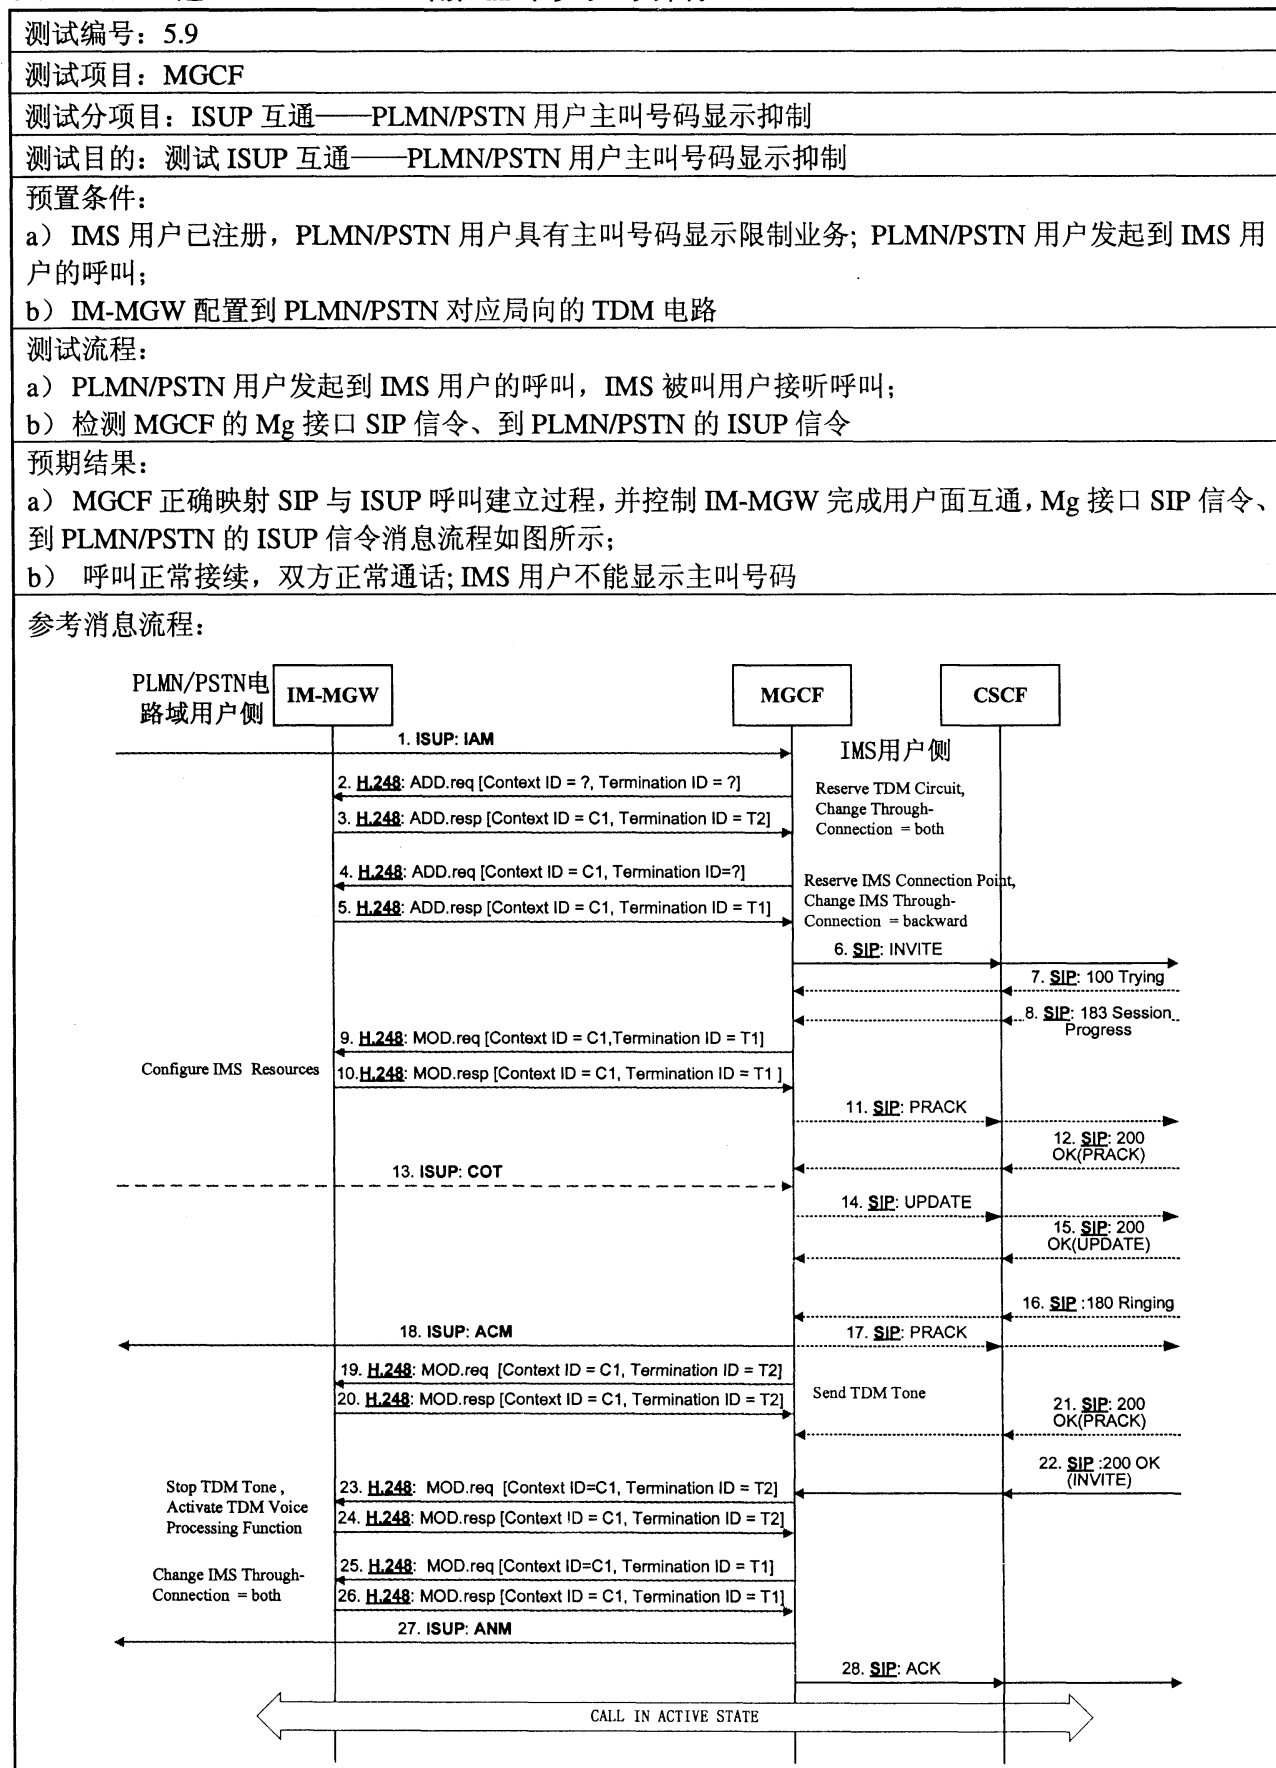 测试编号：5.9
测试项目：MGCF
测试分项目：ISUP 互通——PLMN/PSTN 用户主叫号码显示抑制
测试目的：测试 ISUP 互通——PLMN/PSTN 用户主叫号码显示抑制
预置条件：
a） IMS 用户已注册，PLMN/PSTN 用户具有主叫号码显示限制业务; PLMN/PSTN 用户发起到 IMS 用
户的呼叫；
b） IM-MGW 配置到 PLMN/PSTN 对应局向的 TDM 电路
测试流程：
a） PLMN/PSTN 用户发起到 IMS 用户的呼叫，IMS 被叫用户接听呼叫；
b） 检测 MGCF 的 Mg 接口 SIP 信令、到 PLMN/PSTN 的 ISUP 信令
预期结果：
a） MGCF 正确映射 SIP 与 ISUP 呼叫建立过程，并控制 IM-MGW 完成用户面互通，Mg 接口 SIP 信令、
到 PLMN/PSTN 的 ISUP 信令消息流程如图所示；
b） 呼叫正常接续，双方正常通话; IMS 用户不能显示主叫号码
参考消息流程：
PLMN/PSTN电
路域用户侧
IM-MGW
MGCF
CSCF
1. ISUP: IAM
IMS用户侧
2. H.248: ADD.req [Context ID = ?, Termination ID = ?]
Reserve TDM Circuit,
Change Through-
Connection = both
3. H.248: ADD.resp [Context ID = C1, Termination ID = T2]
4. H.248: ADD.req [Context ID = C1, Termination ID=?]
Reserve IMS Connection Point,
Change IMS Through-
Connection = backward
5. H.248: ADD.resp [Context ID = C1, Termination ID = T1]
6. SIP: INVITE
7. SIP: 100 Trying
8. SIP: 183 Session
Progress
9. H.248: MOD.req [Context ID = C1,Termination ID = T1]
Configure IMS Resources
10.H.248: MOD.resp [Context ID = C1, Termination ID = T1 ]
11. SIP: PRACK
12. SIP: 200
OK(PRACK)
13. ISUP: COT
14. SIP: UPDATE
15. SIP: 200
OK(UPDATE)
16. SIP :180 Ringing
18. ISUP: ACM
17. SIP: PRACK
19. H.248: MOD.req [Context ID = C1, Termination ID = T2]
20. H.248: MOD.resp [Context ID = C1, Termination ID = T2]
Send TDM Tone
21. SIP: 200
OK(PRACK)
22. SIP :200 OK
(INVITE)
Stop TDM Tone ,
Activate TDM Voice
Processing Function
23. H.248: MOD.req [Context ID=C1, Termination ID = T2]
24. H.248: MOD.resp [Context ID = C1, Termination ID = T2]
Change IMS Through-
Connection = both
25. H.248: MOD.req [Context ID=C1, Termination ID = T1]
26. H.248: MOD.resp [Context ID = C1, Termination ID = T1]
27. ISUP: ANM
28. SIP: ACK
CALL IN ACTIVE STATE